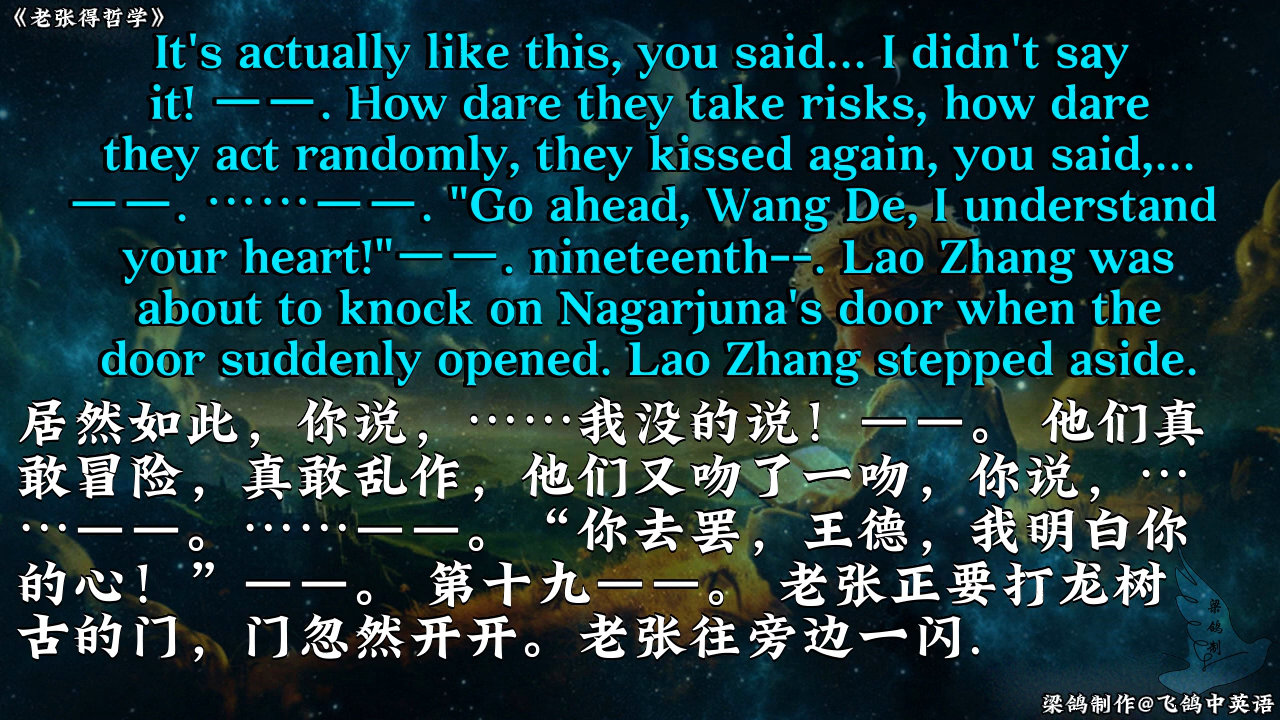 《老张得哲学》
It's actually like this, you said... I didn't say
it! ——. How dare they take risks, how dare
they act randomly, they kissed again, you said,...
——. ……——. "Go ahead, Wang De, I understand
your heart!"——. nineteenth--. Lao Zhang was
about to knock on Nagarjuna's door when the
door suddenly opened. Lao Zhang stepped aside.
居然如此，你说，……我没的说！——。 他们真
敢冒险，真敢乱作，他们又吻了一吻，你说，…
…——。……——。“你去罢，王德，我明白你
的心！”——。 第十九——。 老张正要打龙树
古的门， 门忽然开开。老张往旁边一闪.
梁鸽制
梁鸽制作@飞鸽中英语